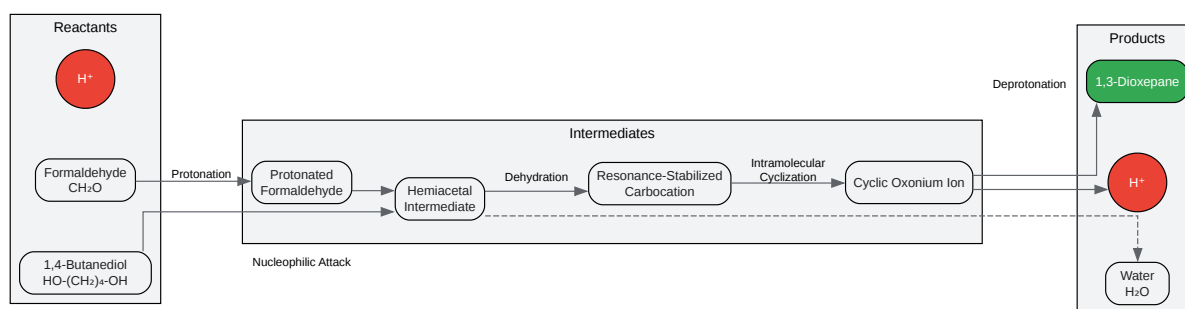 Reactants
H⁺
Formaldehyde
CH₂O
1,4-Butanediol
HO-(CH₂)₄-OH
Protonation
Nucleophilic Attack
Intermediates
Protonated
Formaldehyde
Hemiacetal
Intermediate
Dehydration
Resonance-Stabilized
Carbocation
Intramolecular
Cyclization
Cyclic Oxonium Ion
Deprotonation
Products
1,3-Dioxepane
H⁺
Water
H₂O